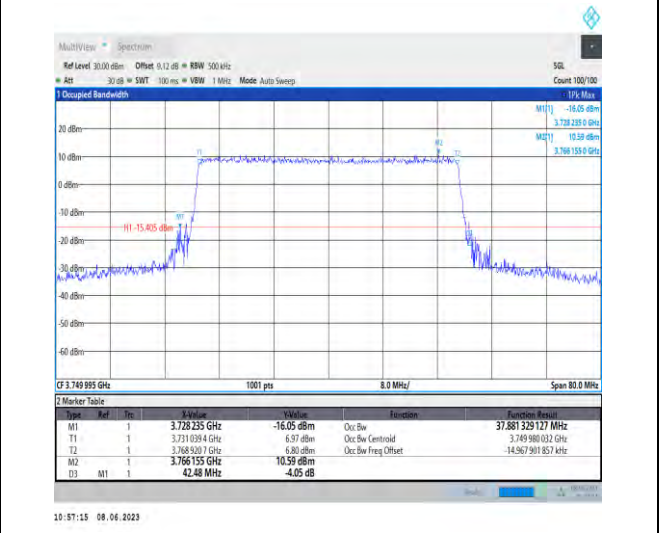 MultiView Spectrum
Ref Level 30.00 dBm Offset 9.12 dB RBW 500 kHz SGL
Att 30 dB SWT 100 ms VBW 1 MHz Mode Auto Sweep Count 100/100
1 Occupied Bandwidth 1Pk Max
M1[1] -16.05 dBm
3.728 235 0 GHz
20 dBm M2[1] 10.59 dBm
M2 3.766 155 0 GHz
10 dBm T1 T2
0 dBm
-10 dBm
M1
H1 -15.405 dBm
-20 dBm
-30 dBm
-40 dBm
-50 dBm
-60 dBm
CF 3.749 995 GHz 1001 pts 8.0 MHz/ Span 80.0 MHz
2 Marker Table
Type Ref Trc X-Value Y-Value Function Function Result
M1 1 3.728 235 GHz -16.05 dBm Occ Bw 37.881 329 127 MHz
T1 1 3.731 039 4 GHz 6.97 dBm Occ Bw Centroid 3.749 980 032 GHz
T2 1 3.768 920 7 GHz 6.80 dBm Occ Bw Freq Offset -14.967 901 857 kHz
M2 1 3.766 155 GHz 10.59 dBm
D3 M1 1 42.48 MHz -4.05 dB
10:57:15 08.06.2023